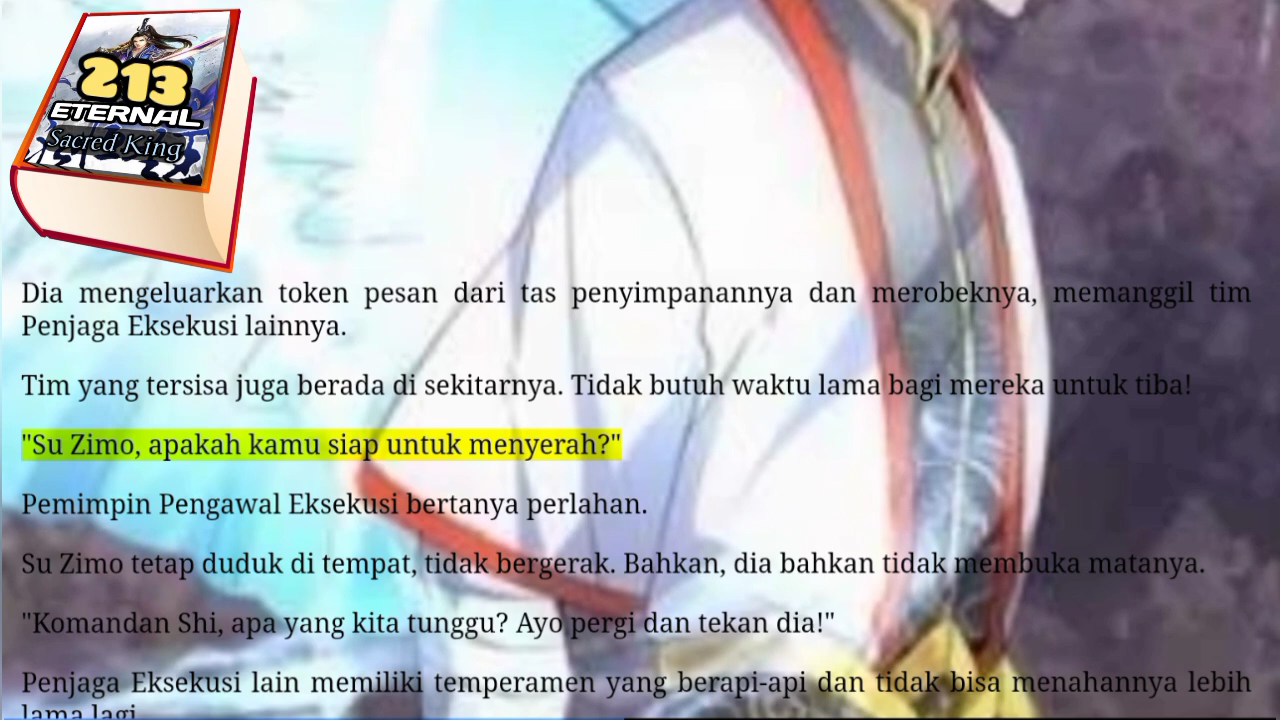 213
ETERNAL
Sacred King
Dia mengeluarkan token pesan dari tas penyimpanannya dan merobeknya, memanggil tim
Penjaga Eksekusi lainnya.
Tim yang tersisa juga berada di sekitarnya. Tidak butuh waktu lama bagi mereka untuk tiba!
"Su Zimo, apakah kamu siap untuk menyerah?"
Pemimpin Pengawal Eksekusi bertanya perlahan.
Su Zimo tetap duduk di tempat, tidak bergerak. Bahkan, dia bahkan tidak membuka matanya.
"Komandan Shi, apa yang kita tunggu? Ayo pergi dan tekan dia!"
Penjaga Eksekusi lain memiliki temperamen yang berapi-api dan tidak bisa menahannya lebih
lama lagi.